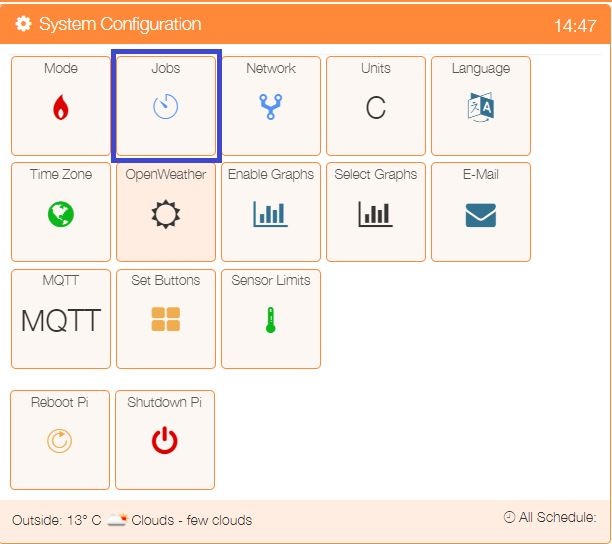 System Configuration 14:47
Mode Jobs Network Units Language
C
Time Zone OpenWeather Enable Graphs Select Graphs E-Mail
MQTT Set Buttons Sensor Limits
MQTT
Reboot Pi Shutdown Pi
Outside: 13° C Clouds - few clouds All Schedule: